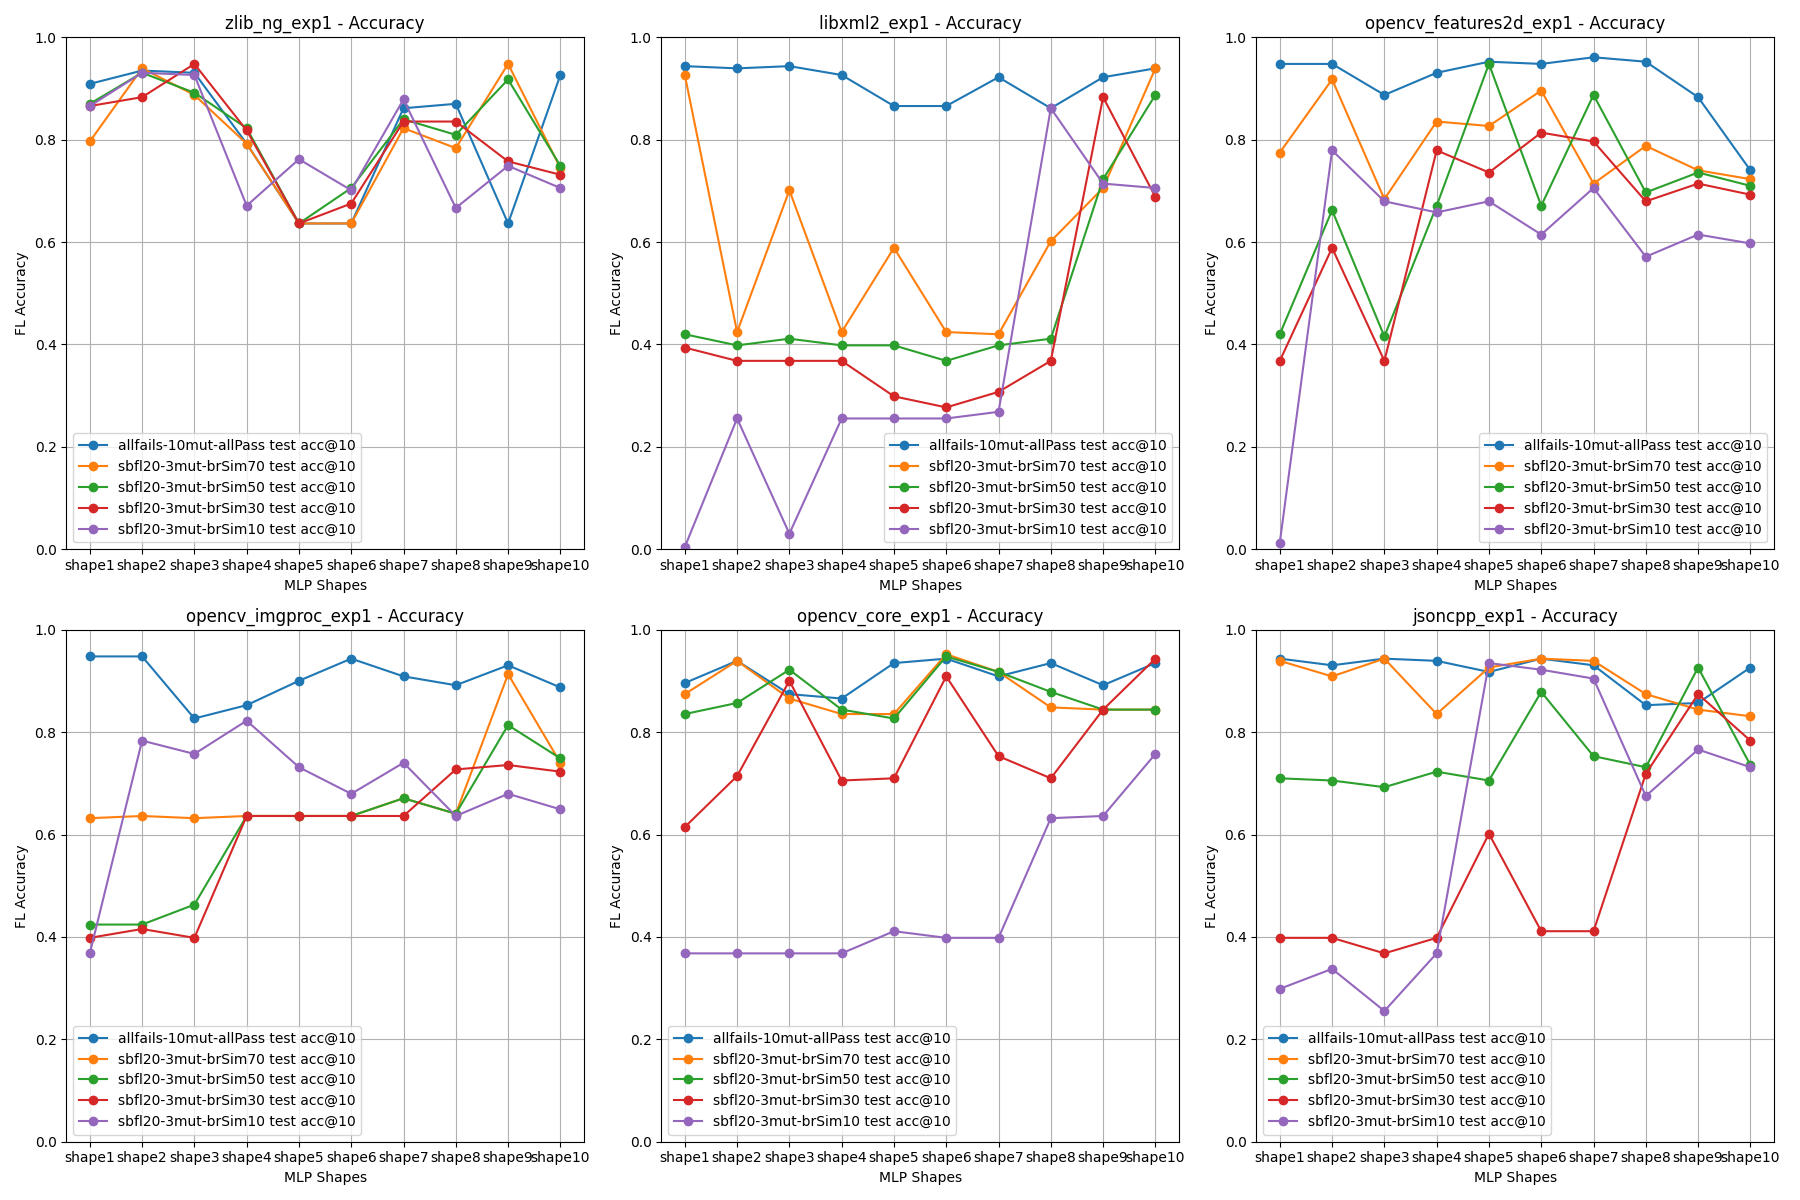 zlib_ng_exp1 - Accuracy
1.0
0.8
0.6
0.4
0.2
0.0
FL Accuracy
allfails-10mut-allPass test acc@10
sbfl20-3mut-brSim70 test acc@10
sbfl20-3mut-brSim50 test acc@10
sbfl20-3mut-brSim30 test acc@10
sbfl20-3mut-brSim10 test acc@10
shape1 shape2 shape3 shape4 shape5 shape6 shape7 shape8 shape9 shape10
MLP Shapes
libxml2_exp1 - Accuracy
1.0
0.8
0.6
0.4
0.2
0.0
FL Accuracy
allfails-10mut-allPass test acc@10
sbfl20-3mut-brSim70 test acc@10
sbfl20-3mut-brSim50 test acc@10
sbfl20-3mut-brSim30 test acc@10
sbfl20-3mut-brSim10 test acc@10
shape1 shape2 shape3 shape4 shape5 shape6 shape7 shape8 shape9 shape10
MLP Shapes
opencv_features2d_exp1 - Accuracy
1.0
0.8
0.6
0.4
0.2
0.0
FL Accuracy
allfails-10mut-allPass test acc@10
sbfl20-3mut-brSim70 test acc@10
sbfl20-3mut-brSim50 test acc@10
sbfl20-3mut-brSim30 test acc@10
sbfl20-3mut-brSim10 test acc@10
shape1 shape2 shape3 shape4 shape5 shape6 shape7 shape8 shape9 shape10
MLP Shapes
opencv_imgproc_exp1 - Accuracy
1.0
0.8
0.6
0.4
0.2
0.0
FL Accuracy
allfails-10mut-allPass test acc@10
sbfl20-3mut-brSim70 test acc@10
sbfl20-3mut-brSim50 test acc@10
sbfl20-3mut-brSim30 test acc@10
sbfl20-3mut-brSim10 test acc@10
shape1 shape2 shape3 shape4 shape5 shape6 shape7 shape8 shape9 shape10
MLP Shapes
opencv_core_exp1 - Accuracy
1.0
0.8
0.6
0.4
0.2
0.0
FL Accuracy
allfails-10mut-allPass test acc@10
sbfl20-3mut-brSim70 test acc@10
sbfl20-3mut-brSim50 test acc@10
sbfl20-3mut-brSim30 test acc@10
sbfl20-3mut-brSim10 test acc@10
shape1 shape2 shape3 shape4 shape5 shape6 shape7 shape8 shape9 shape10
MLP Shapes
jsoncpp_exp1 - Accuracy
1.0
0.8
0.6
0.4
0.2
0.0
FL Accuracy
allfails-10mut-allPass test acc@10
sbfl20-3mut-brSim70 test acc@10
sbfl20-3mut-brSim50 test acc@10
sbfl20-3mut-brSim30 test acc@10
sbfl20-3mut-brSim10 test acc@10
shape1 shape2 shape3 shape4 shape5 shape6 shape7 shape8 shape9 shape10
MLP Shapes